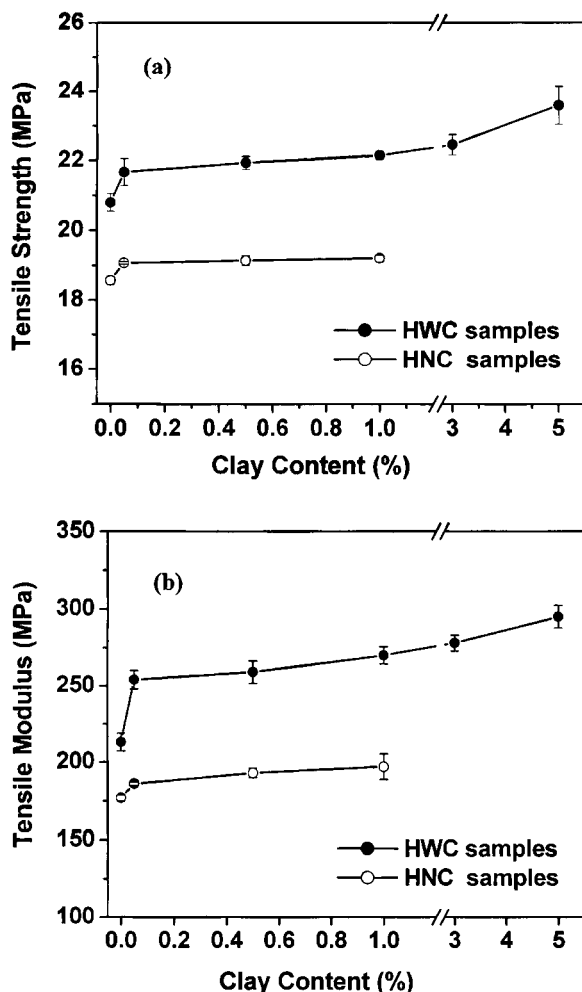 26
24
22
20
18
16
Tensile Strength (MPa)
(a)
HWC samples
HNC samples
0.0 0.2 0.4 0.6 0.8 1.0 3 4 5
Clay Content (%)
350
300
250
200
150
100
Tensile Modulus (MPa)
(b)
HWC samples
HNC samples
0.0 0.2 0.4 0.6 0.8 1.0 3 4 5
Clay Content (%)